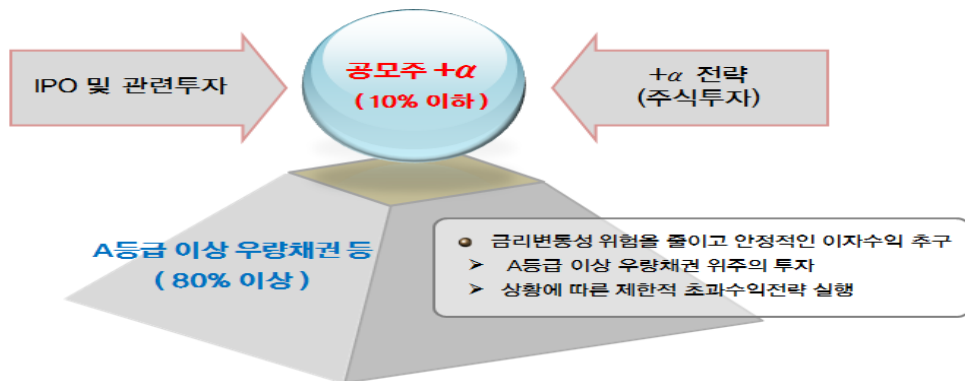 IPO 및 관련투자
공모주 +α
(10% 이하)
+α 전략
(주식투자)
A등급 이상 우량채권 등
(80% 이상)
금리변동성 위험을 줄이고 안정적인 이자수익 추구
➢ A등급 이상 우량채권 위주의 투자
➢ 상황에 따른 제한적 초과수익전략 실행